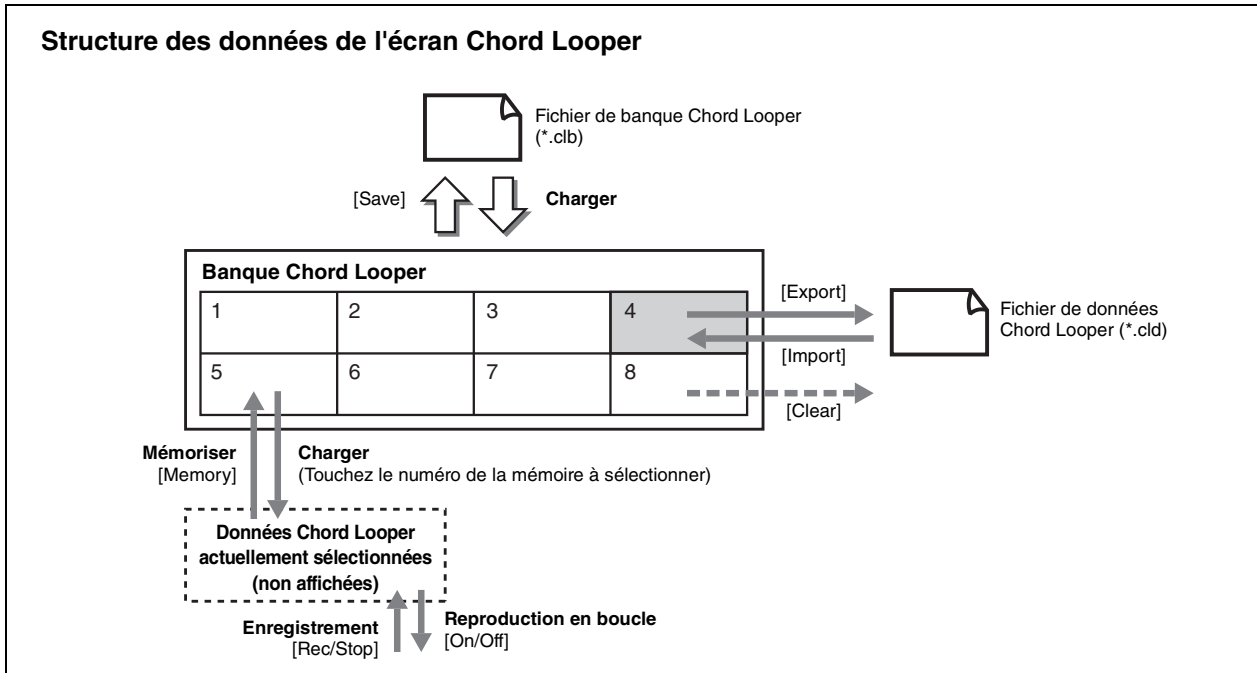 Structure des données de l'écran Chord Looper
Fichier de banque Chord Looper
(*.clb)
[Save]
Charger
Banque Chord Looper
1
2
3
4
5
6
7
8
[Export]
[Import]
[Clear]
Fichier de données
Chord Looper (*.cld)
Mémoriser
[Memory]
Charger
(Touchez le numéro de la mémoire à sélectionner)
Données Chord Looper
actuellement sélectionnées
(non affichées)
Enregistrement
[Rec/Stop]
Reproduction en boucle
[On/Off]